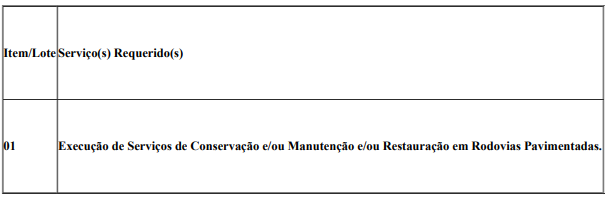 Item/Lote Serviço(s) Requerido(s)
01 Execução de Serviços de Conservação e/ou Manutenção e/ou Restauração em Rodovias Pavimentadas.